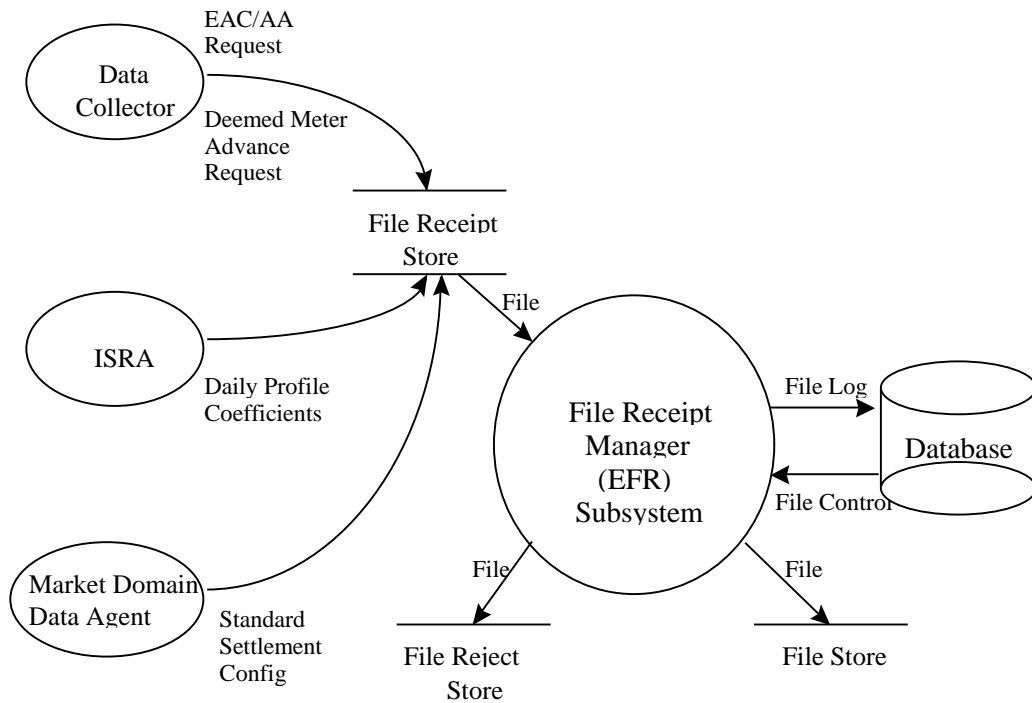 EAC/AA
Request
Data
Collector
Deemed Meter
Advance
Request
File Receipt
Store
File
ISRA
Daily Profile
Coefficients
File Receipt
Manager
(EFR)
Subsystem
File Log
Database
File Control
Market Domain
Data Agent
Standard
Settlement
Config
File
File
File Reject
Store
File Store